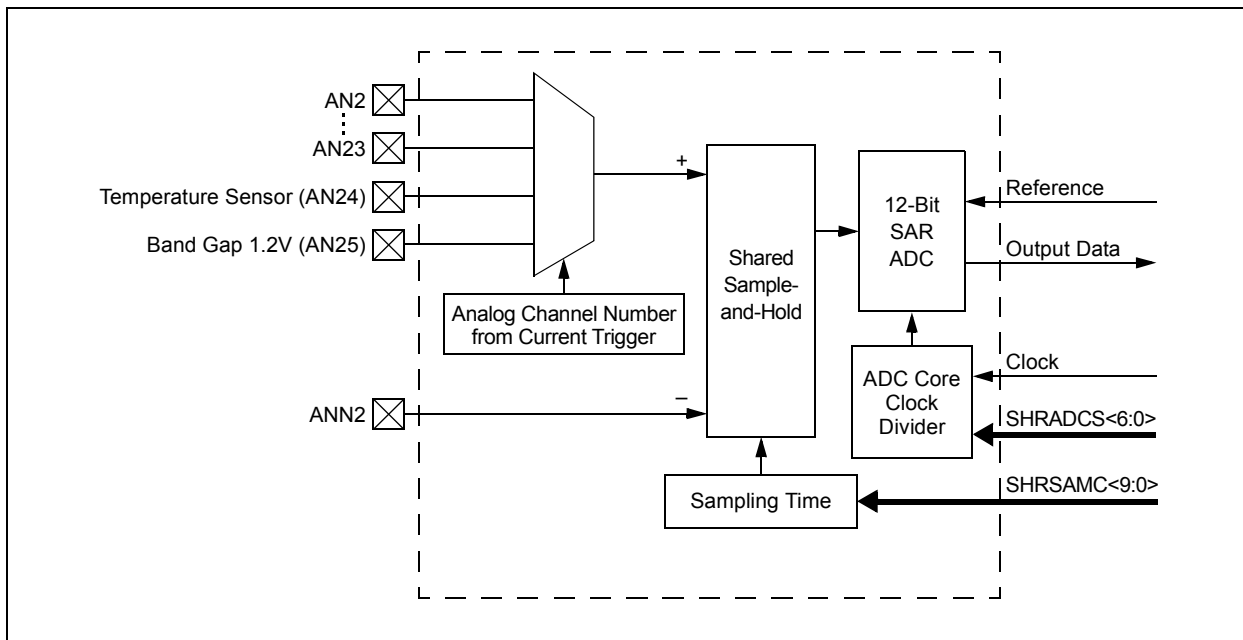 AN2
AN23
Temperature Sensor (AN24)
Band Gap 1.2V (AN25)
Analog Channel Number
from Current Trigger
ANN2
+
–
Shared
Sample-
and-Hold
Sampling Time
12-Bit
SAR
ADC
ADC Core
Clock
Divider
Reference
Output Data
Clock
SHRADCS<6:0>
SHRSAMC<9:0>